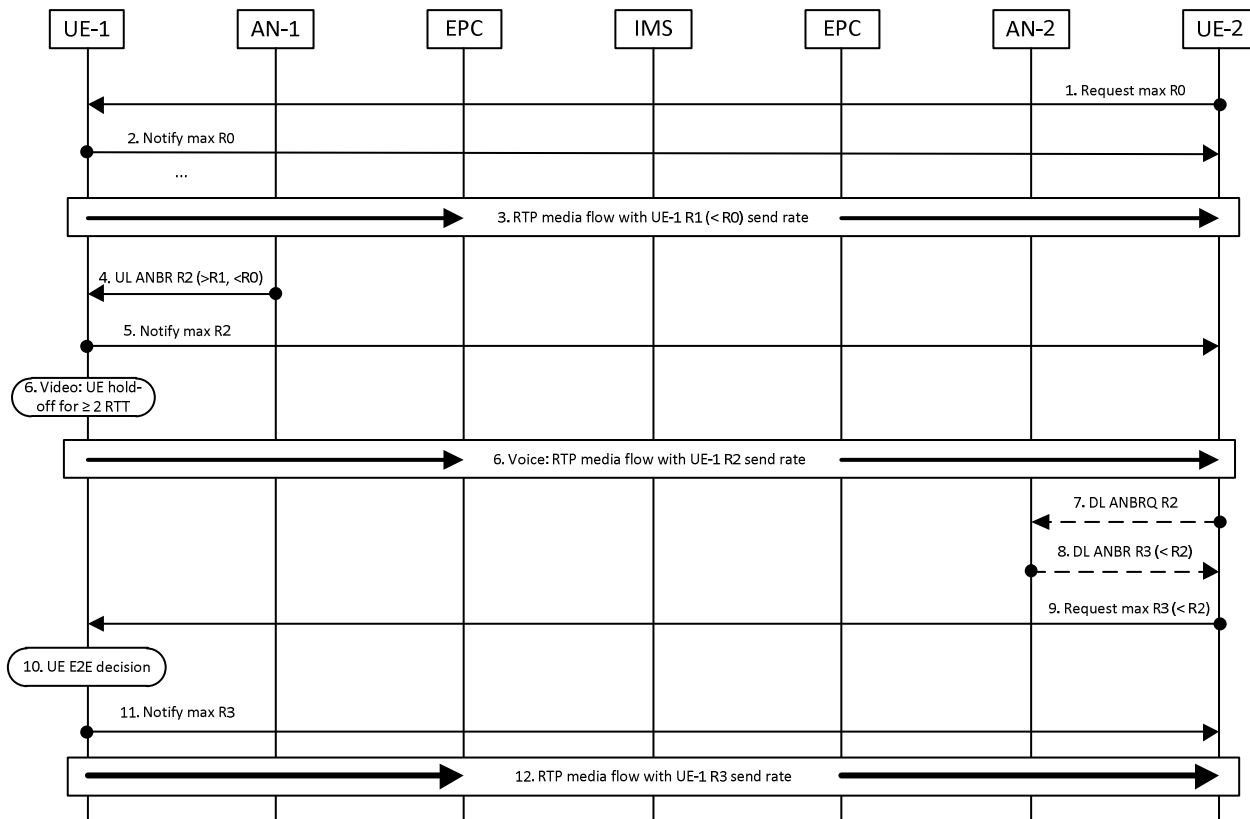 UE-1
AN-1
EPC
IMS
EPC
AN-2
UE-2
1. Request max R0
2. Notify max R0
...
3. RTP media flow with UE-1 R1 (< R0) send rate
4. UL ANBR R2 (>R1, <R0)
5. Notify max R2
6. Video: UE hold-
off for ≥ 2 RTT
6. Voice: RTP media flow with UE-1 R2 send rate
7. DL ANBRQ R2
8. DL ANBR R3 (< R2)
9. Request max R3 (< R2)
10. UE E2E decision
11. Notify max R3
12. RTP media flow with UE-1 R3 send rate